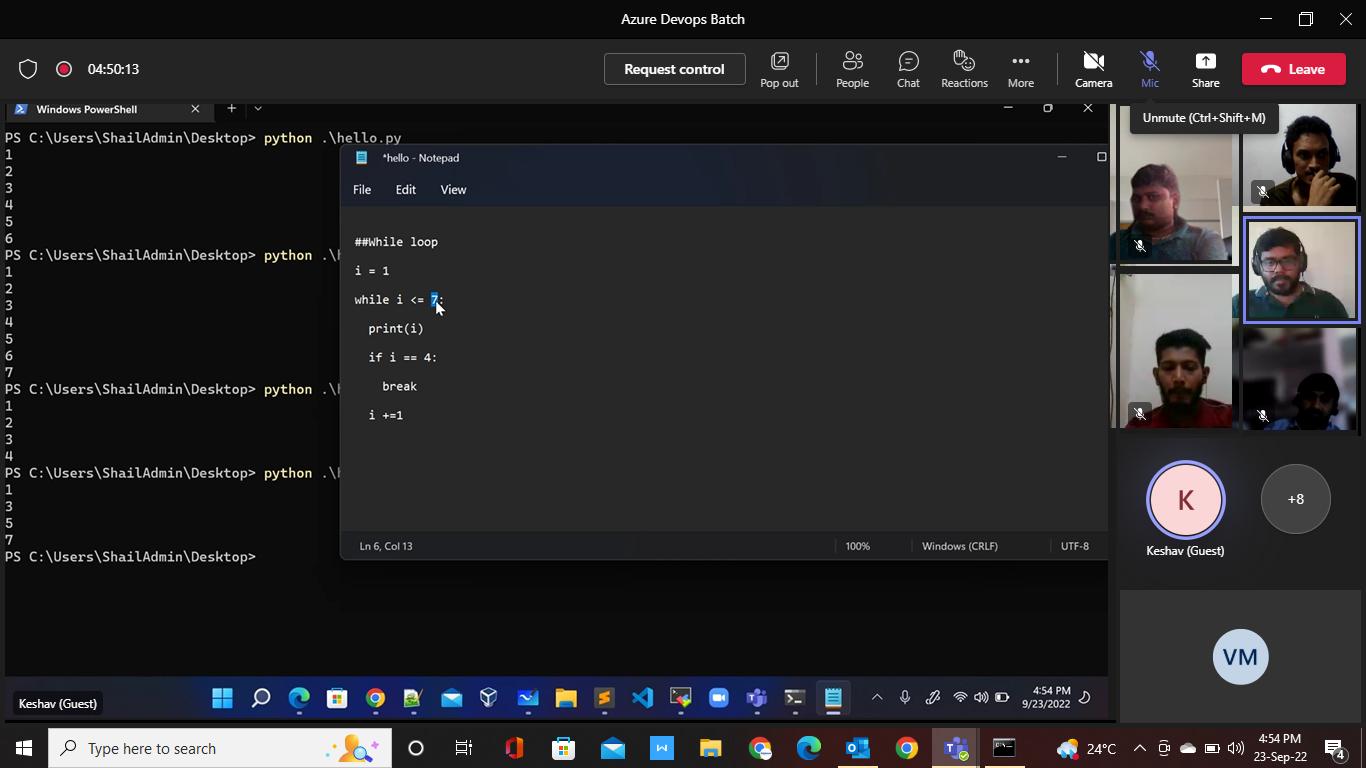 Azure Devops Batch
04:50:13
Request control
Pop out
People
Chat
Reactions
More
Camera
Mic
Share
Leave
Unmute (Ctrl+Shift+M)
Windows PowerShell
PS C:\Users\ShailAdmin\Desktop> python .\hello.py
1
2
3
4
5
6
PS C:\Users\ShailAdmin\Desktop> python .\h
1
2
3
4
5
6
7
PS C:\Users\ShailAdmin\Desktop> python .\h
1
2
3
4
PS C:\Users\ShailAdmin\Desktop> python .\h
1
3
5
7
PS C:\Users\ShailAdmin\Desktop>
*hello - Notepad
File Edit View
##While loop
i = 1
while i <= 7:
print(i)
if i == 4:
break
i +=1
Ln 6, Col 13
100%
Windows (CRLF)
UTF-8
K
Keshav (Guest)
+8
VM
Keshav (Guest)
4:54 PM
9/23/2022
Type here to search
W
24°C
4:54 PM
23-Sep-22
4